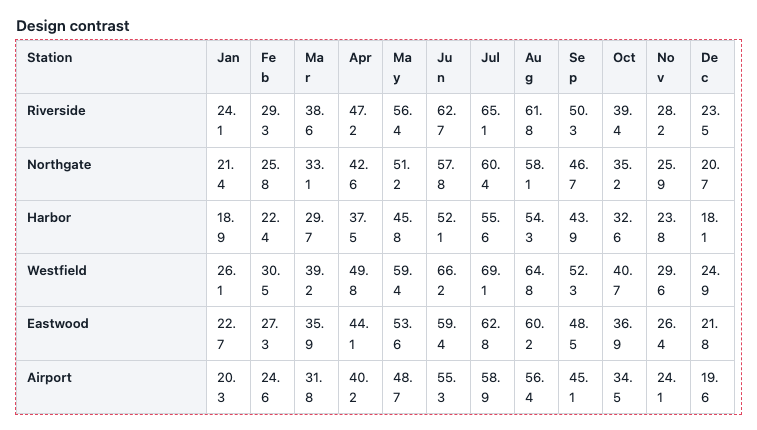 Design contrast
Station Jan Feb Mar Apr May Jun Jul Aug Sep Oct Nov Dec
Riverside 24.1 29.3 38.6 47.2 56.4 62.7 65.1 61.8 50.3 39.4 28.2 23.5
Northgate 21.4 25.8 33.1 42.6 51.2 57.8 60.4 58.1 46.7 35.2 25.9 20.7
Harbor 18.9 22.4 29.7 37.5 45.8 52.1 55.6 54.3 43.9 32.6 23.8 18.1
Westfield 26.1 30.5 39.2 49.8 59.4 66.2 69.1 64.8 52.3 40.7 29.6 24.9
Eastwood 22.7 27.3 35.9 44.1 53.6 59.4 62.8 60.2 48.5 36.9 26.4 21.8
Airport 20.3 24.6 31.8 40.2 48.7 55.3 58.9 56.4 45.1 34.5 24.1 19.6